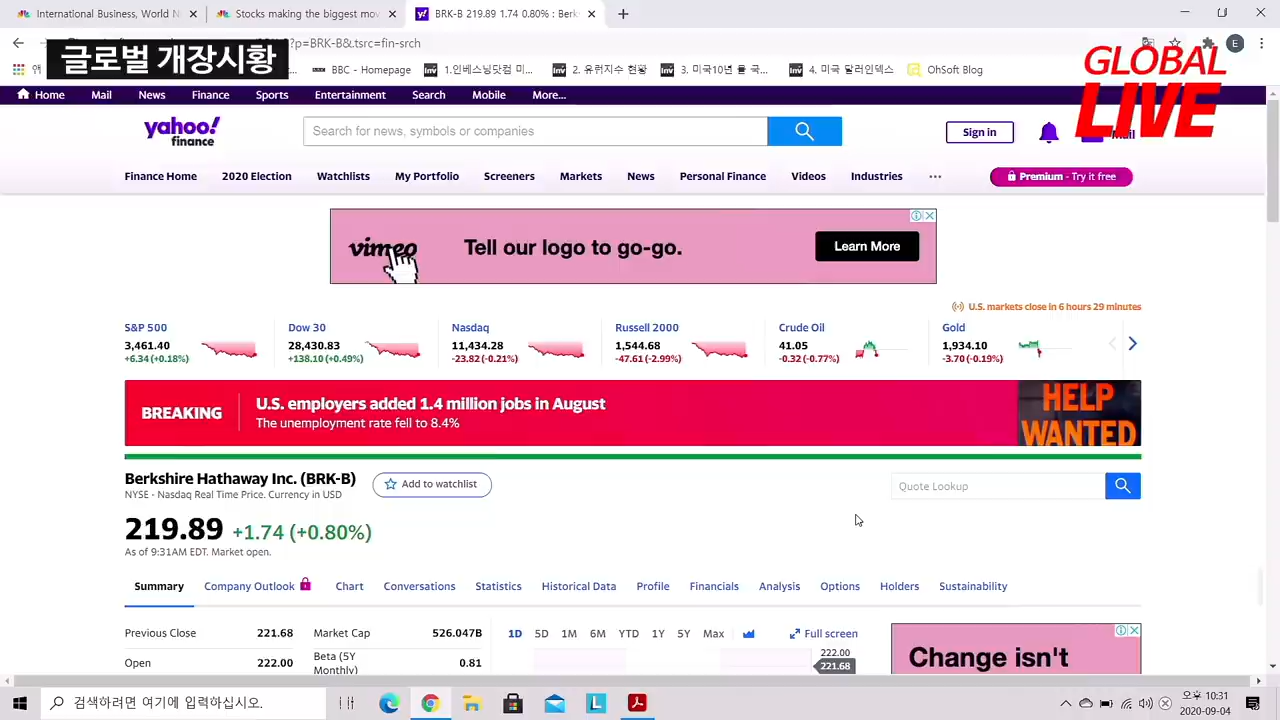 International Business, World N
Stocks making the biggest mov
BRK-B 219.89 1.74 0.80% : Berk
글로벌 개장시황
GLOBAL
LIVE
?p=BRK-B&.tsrc=fin-srch
E
BBC - Homepage
1.인베스닝닷컴 미...
2. 유뤄지수 현황
3. 미국10년 률 국...
4. 미국 달러인덱스
OhSoft Blog
Home Mail News Finance Sports Entertainment Search Mobile More...
yahoo!
finance
Search for news, symbols or companies
Sign in
Mail
Finance Home 2020 Election Watchlists My Portfolio Screeners Markets News Personal Finance Videos Industries ...
Premium - Try it free
vimeo
Tell our logo to go-go.
Learn More
U.S. markets close in 6 hours 29 minutes
S&P 500 Dow 30 Nasdaq Russell 2000 Crude Oil Gold
3,461.40 28,430.83 11,434.28 1,544.68 41.05 1,934.10
+6.34 (+0.18%) +138.10 (+0.49%) -23.82 (-0.21%) -47.61 (-2.99%) -0.32 (-0.77%) -3.70 (-0.19%)
BREAKING
U.S. employers added 1.4 million jobs in August
The unemployment rate fell to 8.4%
HELP
WANTED
Berkshire Hathaway Inc. (BRK-B)
Add to watchlist
Quote Lookup
NYSE - Nasdaq Real Time Price. Currency in USD
219.89 +1.74 (+0.80%)
As of 9:31AM EDT. Market open.
Summary Company Outlook Chart Conversations Statistics Historical Data Profile Financials Analysis Options Holders Sustainability
Previous Close 221.68
Market Cap 526.047B
1D 5D 1M 6M YTD 1Y 5Y Max
Full screen
Open 222.00
Beta (5Y
Monthly) 0.81
222.00
221.68
Change isn't
검색하려면 여기에 입력하십시오.
오후 10:31
2020-09-04